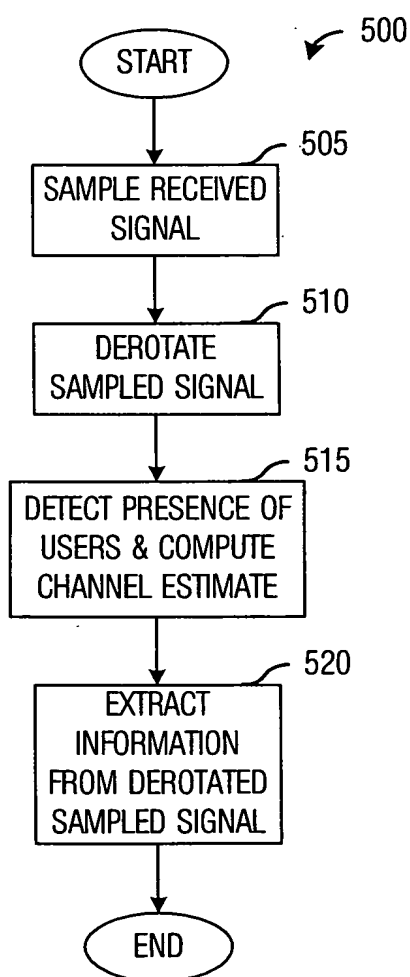 500
START
505
SAMPLE RECEIVED
SIGNAL
510
DEROTATE
SAMPLED SIGNAL
515
DETECT PRESENCE OF
USERS & COMPUTE
CHANNEL ESTIMATE
520
EXTRACT
INFORMATION
FROM DEROTATED
SAMPLED SIGNAL
END